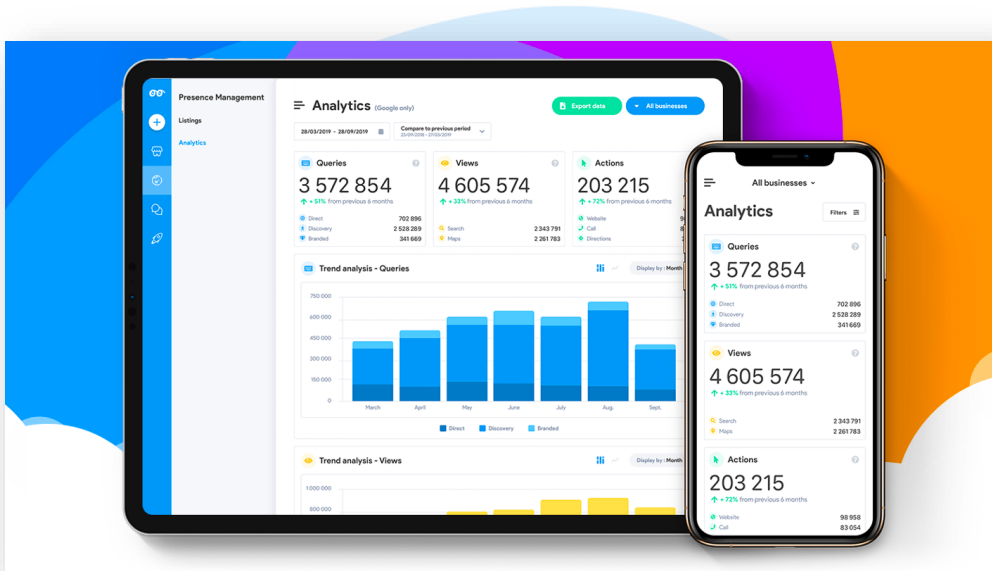 Presence Management
Listings
Analytics
Analytics (Google only)
Export data
All businesses
28/03/2019 - 28/09/2019
Compare to previous period
Queries
3 572 854
+ 51% from previous 6 months
Direct 702 896
Discovery 2 528 289
Branded 341 669
Views
4 605 574
+ 33% from previous 6 months
Search 2 343 791
Maps 2 261 783
Actions
203 215
+ 72% from previous 6 months
Website
Call
Directions
Trend analysis - Queries
Display by : Month
750 000
600 000
450 000
300 000
150 000
0
March April May June July Aug. Sept.
Direct Discovery Branded
Trend analysis - Views
Display by : Month
1 000 000
800 000
All businesses
Analytics
Filters
Queries
3 572 854
+ 51% from previous 6 months
Direct 702 896
Discovery 2 528 289
Branded 341 669
Views
4 605 574
+ 33% from previous 6 months
Search 2 343 791
Maps 2 261 783
Actions
203 215
+ 72% from previous 6 months
Website 98 958
Call 83 054